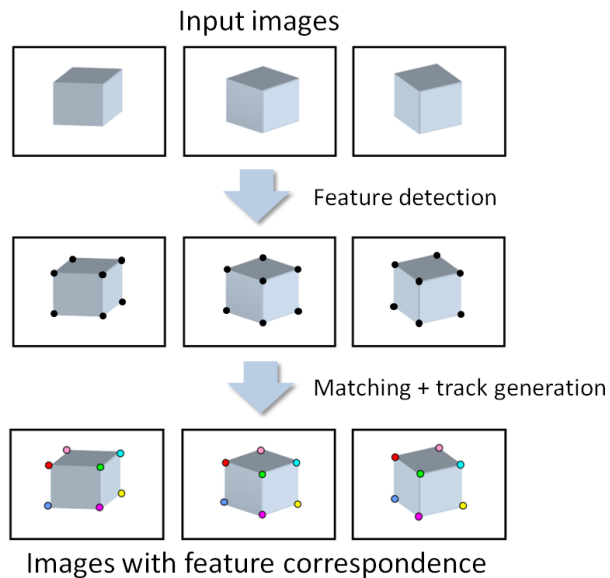 Input images
Feature detection
Matching + track generation
Images with feature correspondence